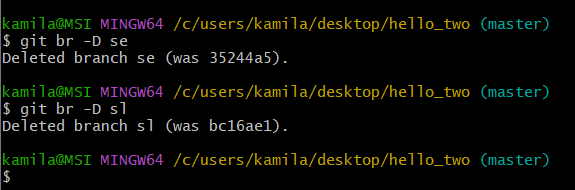 kamila@MSI MINGW64 /c/users/kamila/desktop/hello_two (master)
$ git br -D se
Deleted branch se (was 35244a5).
kamila@MSI MINGW64 /c/users/kamila/desktop/hello_two (master)
$ git br -D sl
Deleted branch sl (was bc16ae1).
kamila@MSI MINGW64 /c/users/kamila/desktop/hello_two (master)
$